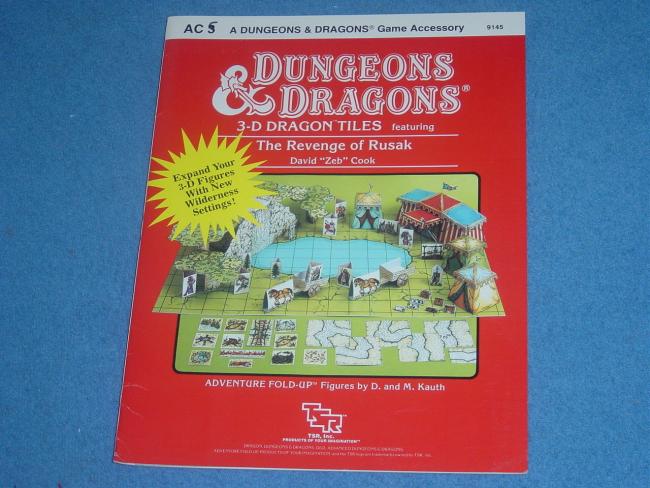 AC 5 A DUNGEONS & DRAGONS® Game Accessory 9145
DUNGEONS
& DRAGONS®
3-D DRAGON™ TILES featuring
The Revenge of Rusak
David "Zeb" Cook
Expand Your
3-D Figures
With New
Wilderness
Settings!
ADVENTURE FOLD-UP™ Figures by D. and M. Kauth
TSR™
TSR, Inc.
PRODUCTS OF YOUR IMAGINATION™